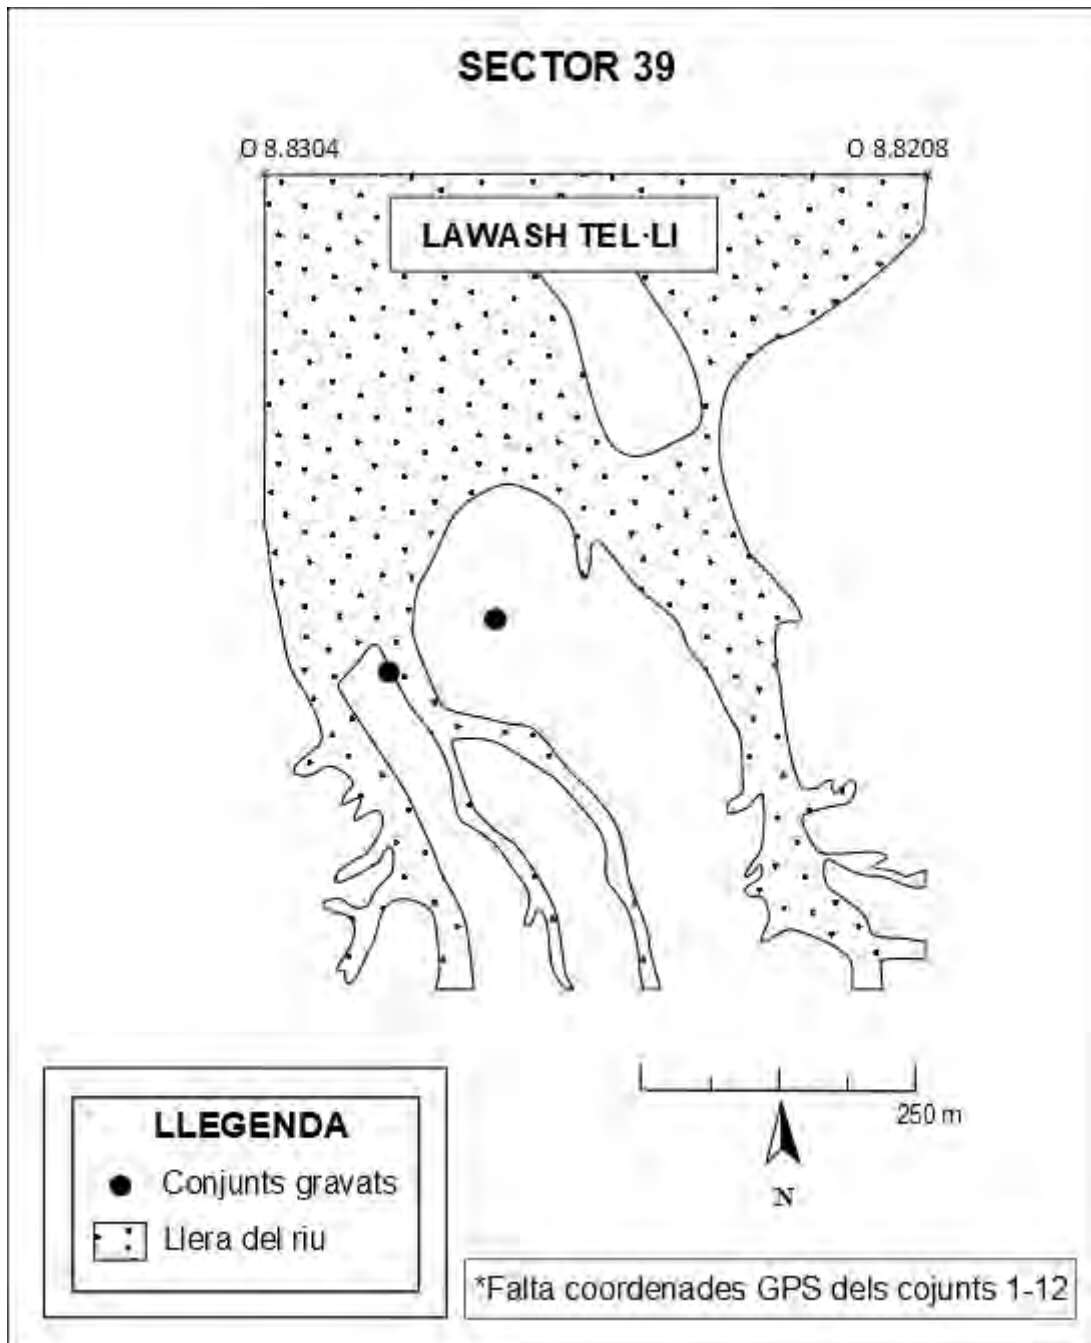 SECTOR 39
O 8.8304 O 8.8208
LAWASH TEL·LI
250 m
N
LLEGENDA
Conjunts gravats
Llera del riu
*Falta coordenades GPS dels cojunts 1-12